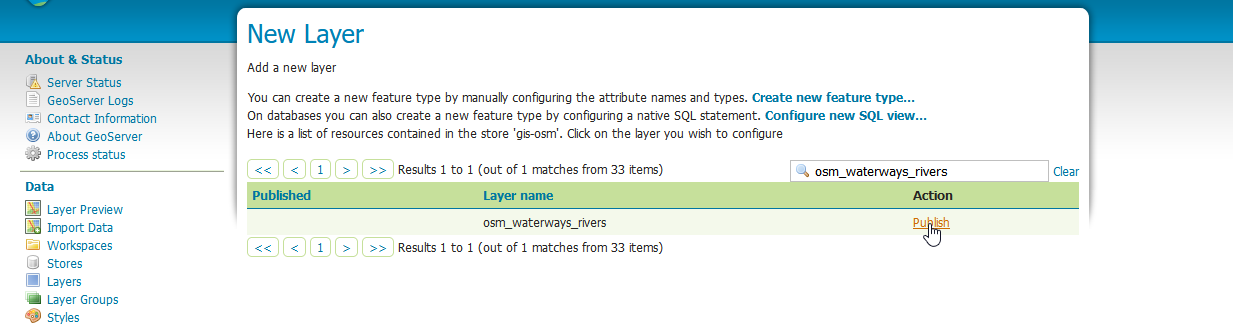 About & Status
Server Status
GeoServer Logs
Contact Information
About GeoServer
Process status
Data
Layer Preview
Import Data
Workspaces
Stores
Layers
Layer Groups
Styles
New Layer
Add a new layer
You can create a new feature type by manually configuring the attribute names and types. Create new feature type...
On databases you can also create a new feature type by configuring a native SQL statement. Configure new SQL view...
Here is a list of resources contained in the store 'gis-osm'. Click on the layer you wish to configure
<< < 1 > >> Results 1 to 1 (out of 1 matches from 33 items) osm_waterways_rivers Clear
Published Layer name Action
osm_waterways_rivers Publish
<< < 1 > >> Results 1 to 1 (out of 1 matches from 33 items)